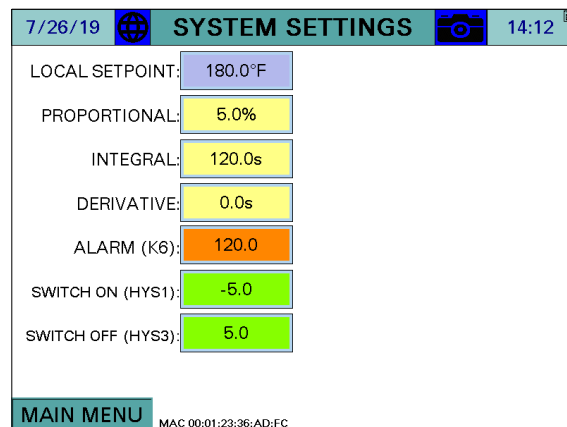 7/26/19 SYSTEM SETTINGS 14:12
LOCAL SETPOINT: 180.0°F
PROPORTIONAL: 5.0%
INTEGRAL: 120.0s
DERIVATIVE: 0.0s
ALARM (K6): 120.0
SWITCH ON (HYS1): -5.0
SWITCH OFF (HYS3): 5.0
MAIN MENU MAC 00:01:23:36:AD:FC